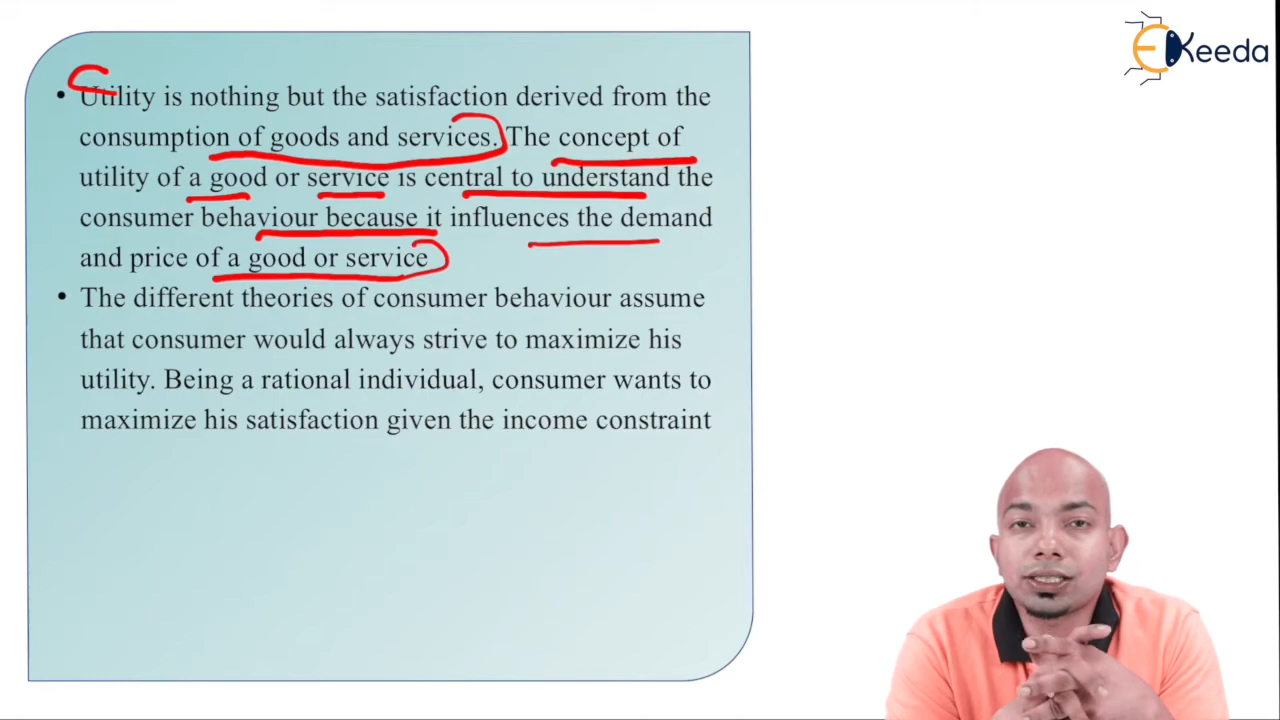 EKeeda
• Utility is nothing but the satisfaction derived from the
consumption of goods and services. The concept of
utility of a good or service is central to understand the
consumer behaviour because it influences the demand
and price of a good or service
• The different theories of consumer behaviour assume
that consumer would always strive to maximize his
utility. Being a rational individual, consumer wants to
maximize his satisfaction given the income constraint